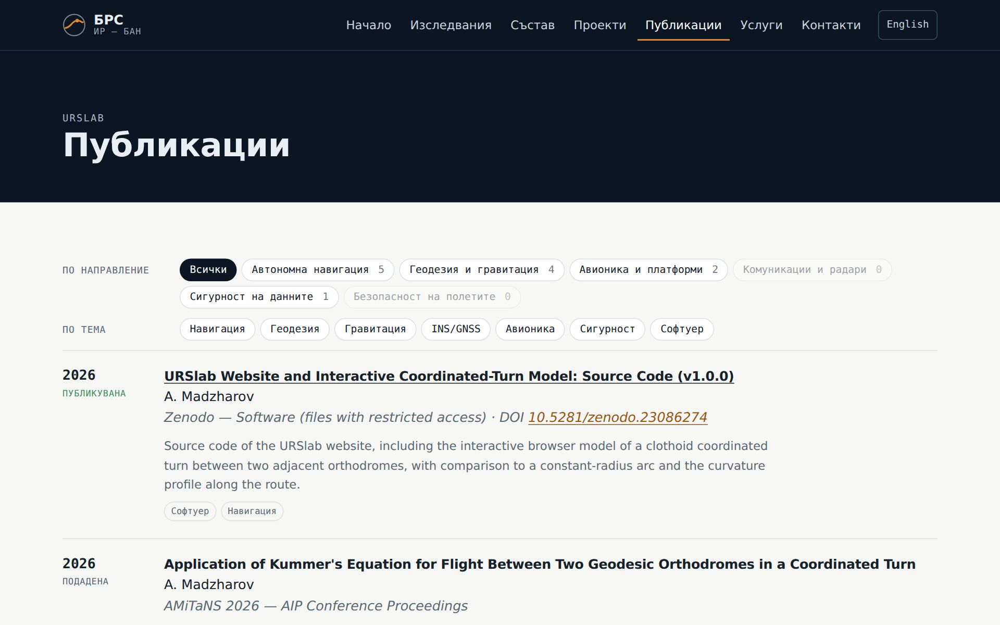 БРС
ИР — БАН
Начало Изследвания Състав Проекти Публикации Услуги Контакти English
URSLAB
Публикации
ПО НАПРАВЛЕНИЕ Всички Автономна навигация 5 Геодезия и гравитация 4 Авионика и платформи 2 Комуникации и радари 0
Сигурност на данните 1 Безопасност на полетите 0
ПО ТЕМА Навигация Геодезия Гравитация INS/GNSS Авионика Сигурност Софтуер
2026 URSlab Website and Interactive Coordinated-Turn Model: Source Code (v1.0.0)
ПУБЛИКУВАНА A. Madzharov
Zenodo — Software (files with restricted access) · DOI 10.5281/zenodo.23086274
Source code of the URSlab website, including the interactive browser model of a clothoid coordinated
turn between two adjacent orthodromes, with comparison to a constant-radius arc and the curvature
profile along the route.
Софтуер Навигация
2026 Application of Kummer's Equation for Flight Between Two Geodesic Orthodromes in a Coordinated Turn
ПОДАДЕНА A. Madzharov
AMiTaNS 2026 — AIP Conference Proceedings